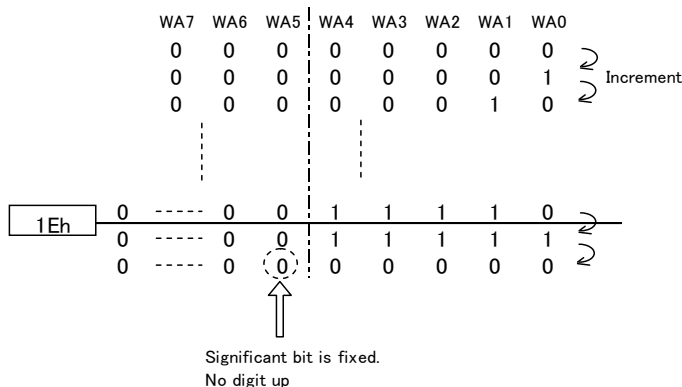 WA7 WA6 WA5 WA4 WA3 WA2 WA1 WA0
0 0 0 0 0 0 0 0
0 0 0 0 0 0 0 1 Increment
0 0 0 0 0 0 1 0
1Eh 0 ----- 0 0 1 1 1 1 0
0 ----- 0 0 1 1 1 1 1
0 ----- 0 0 0 0 0 0 0
Significant bit is fixed.
No digit up